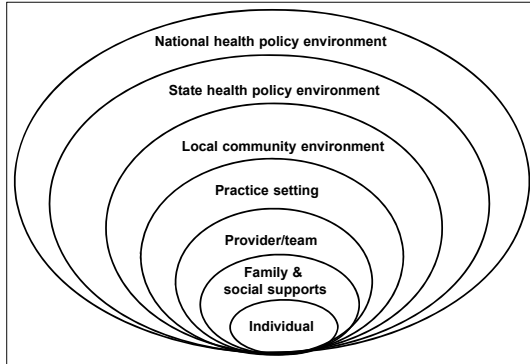 National health policy environment
State health policy environment
Local community environment
Practice setting
Provider/team
Family &
social supports
Individual